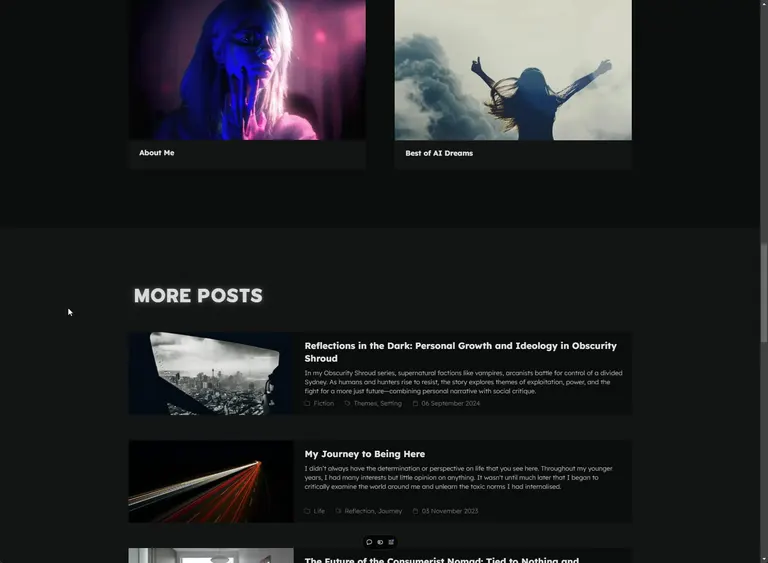 About Me
Best of AI Dreams
MORE POSTS
Reflections in the Dark: Personal Growth and Ideology in Obscurity
Shroud
In my Obscurity Shroud series, supernatural factions like vampires, arcanists battle for control of a divided
Sydney. As humans and hunters rise to resist, the story explores themes of exploitation, power, and the
fight for a more just future—combining personal narrative with social critique.
Fiction Themes, Setting 06 September 2024
My Journey to Being Here
I didn't always have the determination or perspective on life that you see here. Throughout my younger
years, I had many interests but little opinion on anything. It wasn't until much later that I began to
critically examine the world around me and unlearn the toxic norms I had internalised.
Life Reflection, Journey 03 November 2023
The Future of the Consumerist Nomad: Tied to Nothing and